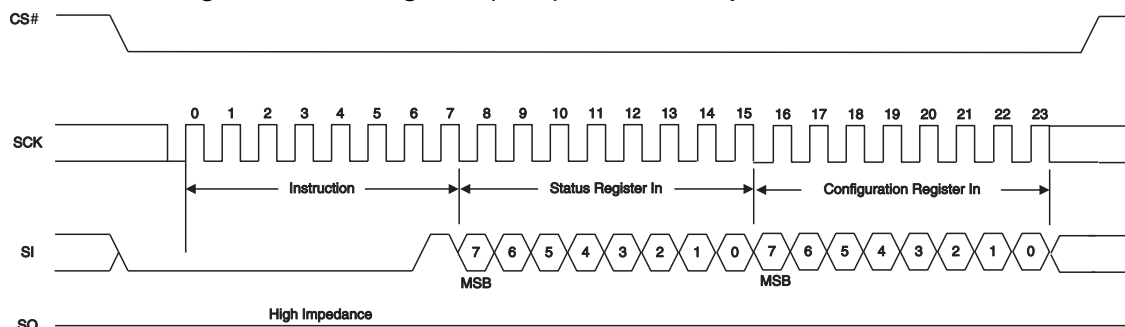 CS#
0 1 2 3 4 5 6 7 8 9 10 11 12 13 14 15 16 17 18 19 20 21 22 23
SCK
Instruction Status Register In Configuration Register In
SI 7 6 5 4 3 2 1 0 7 6 5 4 3 2 1 0
MSB MSB
High Impedance
SO